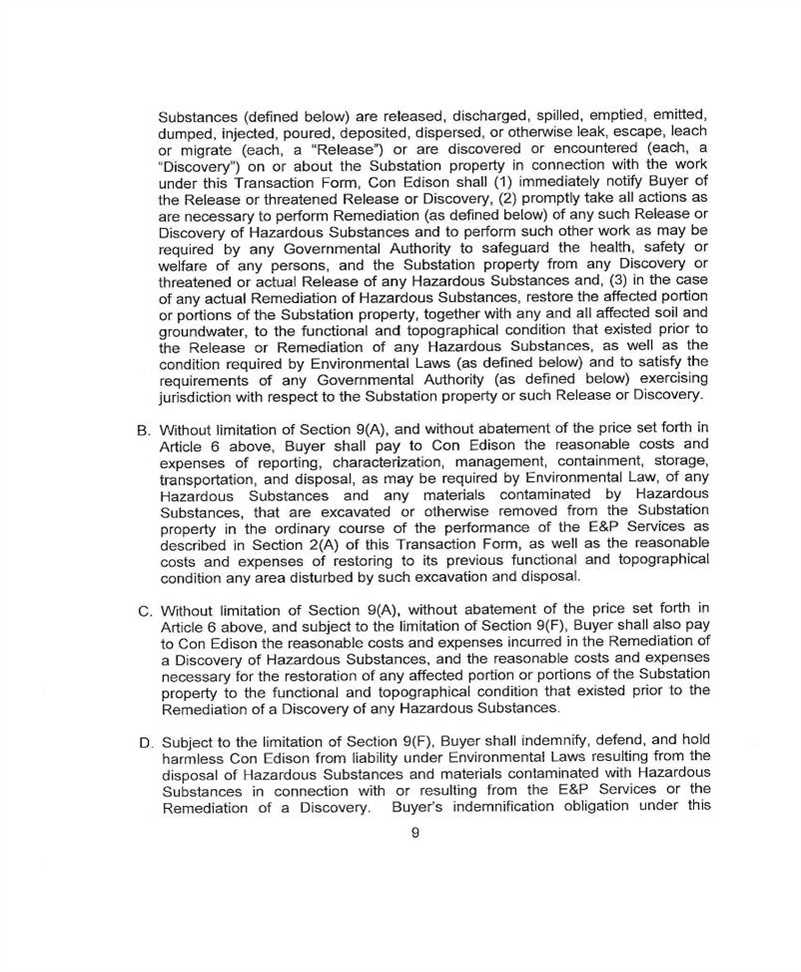 Substances (defined below) are released, discharged, spilled, emptied, emitted,
dumped, injected, poured, deposited, dispersed, or otherwise leak, escape, leach
or migrate (each, a “Release”) or are discovered or encountered (each, a
“Discovery”) on or about the Substation property in connection with the work
under this Transaction Form, Con Edison shall (1) immediately notify Buyer of
the Release or threatened Release or Discovery, (2) promptly take all actions as
are necessary to perform Remediation (as defined below) of any such Release or
Discovery of Hazardous Substances and to perform such other work as may be
required by any Governmental Authority to safeguard the health, safety or
welfare of any persons, and the Substation property from any Discovery or
threatened or actual Release of any Hazardous Substances and, (3) in the case
of any actual Remediation of Hazardous Substances, restore the affected portion
or portions of the Substation property, together with any and all affected soil and
groundwater, to the functional and topographical condition that existed prior to
the Release or Remediation of any Hazardous Substances, as well as the
condition required by Environmental Laws (as defined below) and to satisfy the
requirements of any Governmental Authority (as defined below) exercising
jurisdiction with respect to the Substation property or such Release or Discovery.
B. Without limitation of Section 9(A), and without abatement of the price set forth in
Article 6 above, Buyer shall pay to Con Edison the reasonable costs and
expenses of reporting, characterization, management, containment, storage,
transportation, and disposal, as may be required by Environmental Law, of any
Hazardous Substances and any materials contaminated by Hazardous
Substances, that are excavated or otherwise removed from the Substation
property in the ordinary course of the performance of the E&P Services as
described in Section 2(A) of this Transaction Form, as well as the reasonable
costs and expenses of restoring to its previous functional and topographical
condition any area disturbed by such excavation and disposal.
C. Without limitation of Section 9(A), without abatement of the price set forth in
Article 6 above, and subject to the limitation of Section 9(F), Buyer shall also pay
to Con Edison the reasonable costs and expenses incurred in the Remediation of
a Discovery of Hazardous Substances, and the reasonable costs and expenses
necessary for the restoration of any affected portion or portions of the Substation
property to the functional and topographical condition that existed prior to the
Remediation of a Discovery of any Hazardous Substances.
D. Subject to the limitation of Section 9(F), Buyer shall indemnify, defend, and hold
harmless Con Edison from liability under Environmental Laws resulting from the
disposal of Hazardous Substances and materials contaminated with Hazardous
Substances in connection with or resulting from the E&P Services or the
Remediation of a Discovery. Buyer's indemnification obligation under this
9